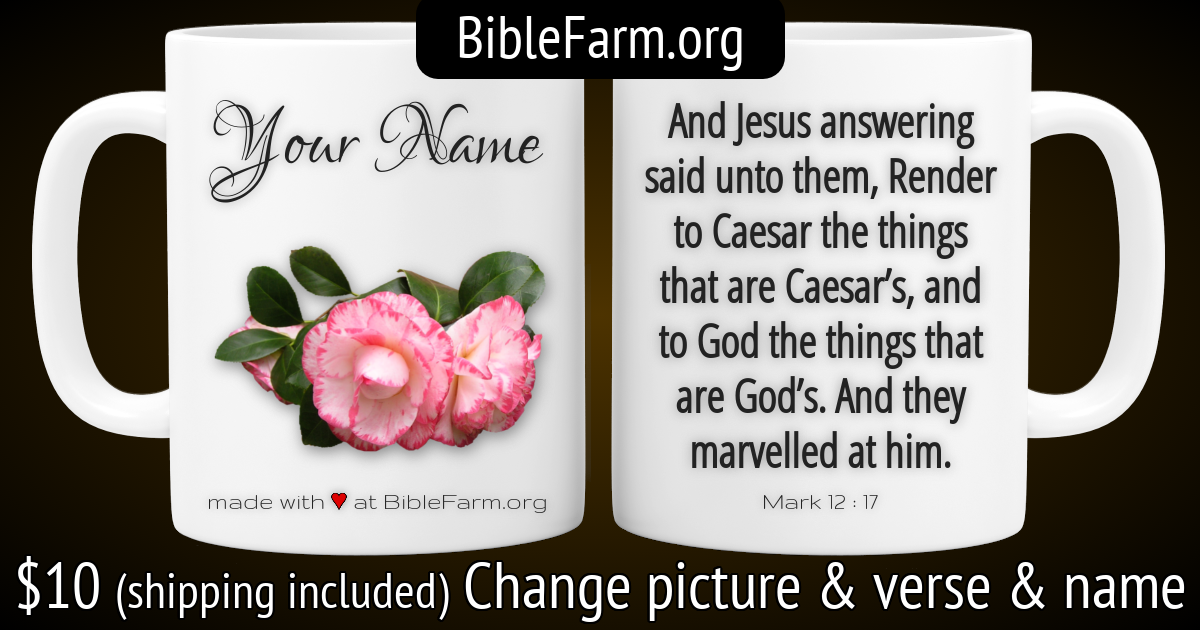 BibleFarm.org
Your Name
made with ♥ at BibleFarm.org
And Jesus answering
said unto them, Render
to Caesar the things
that are Caesar’s, and
to God the things that
are God’s. And they
marvelled at him.
Mark 12 : 17
$10 (shipping included) Change picture & verse & name